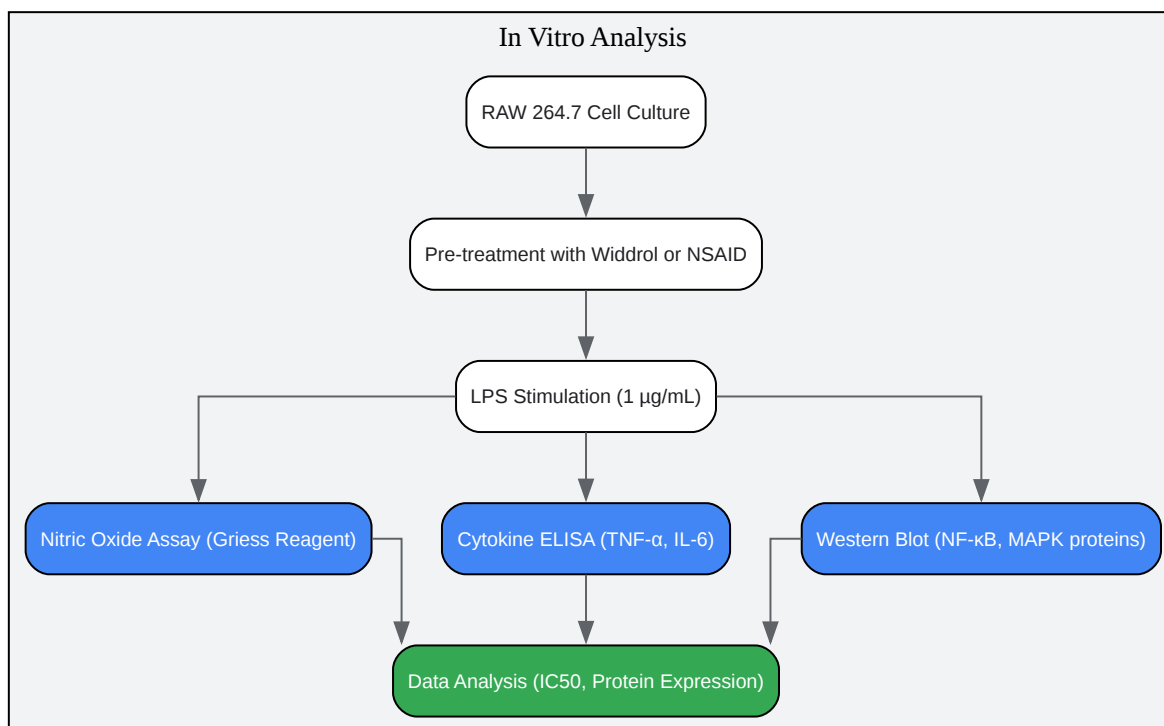 In Vitro Analysis
RAW 264.7 Cell Culture
Pre-treatment with Widdrol or NSAID
LPS Stimulation (1 µg/mL)
Nitric Oxide Assay (Griess Reagent)
Cytokine ELISA (TNF-α, IL-6)
Western Blot (NF-κB, MAPK proteins)
Data Analysis (IC50, Protein Expression)